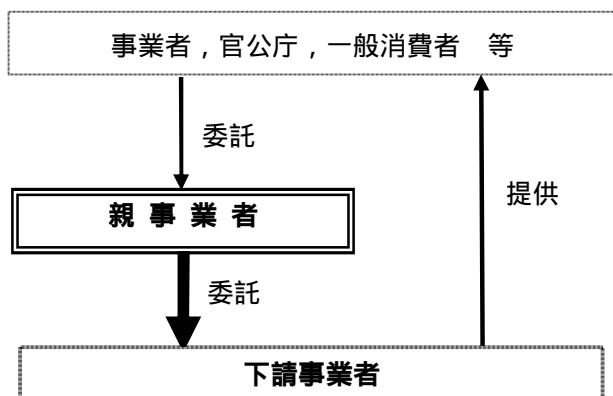 事業者，官公庁，一般消費者　等
委託
親 事 業 者
提供
委託
下請事業者